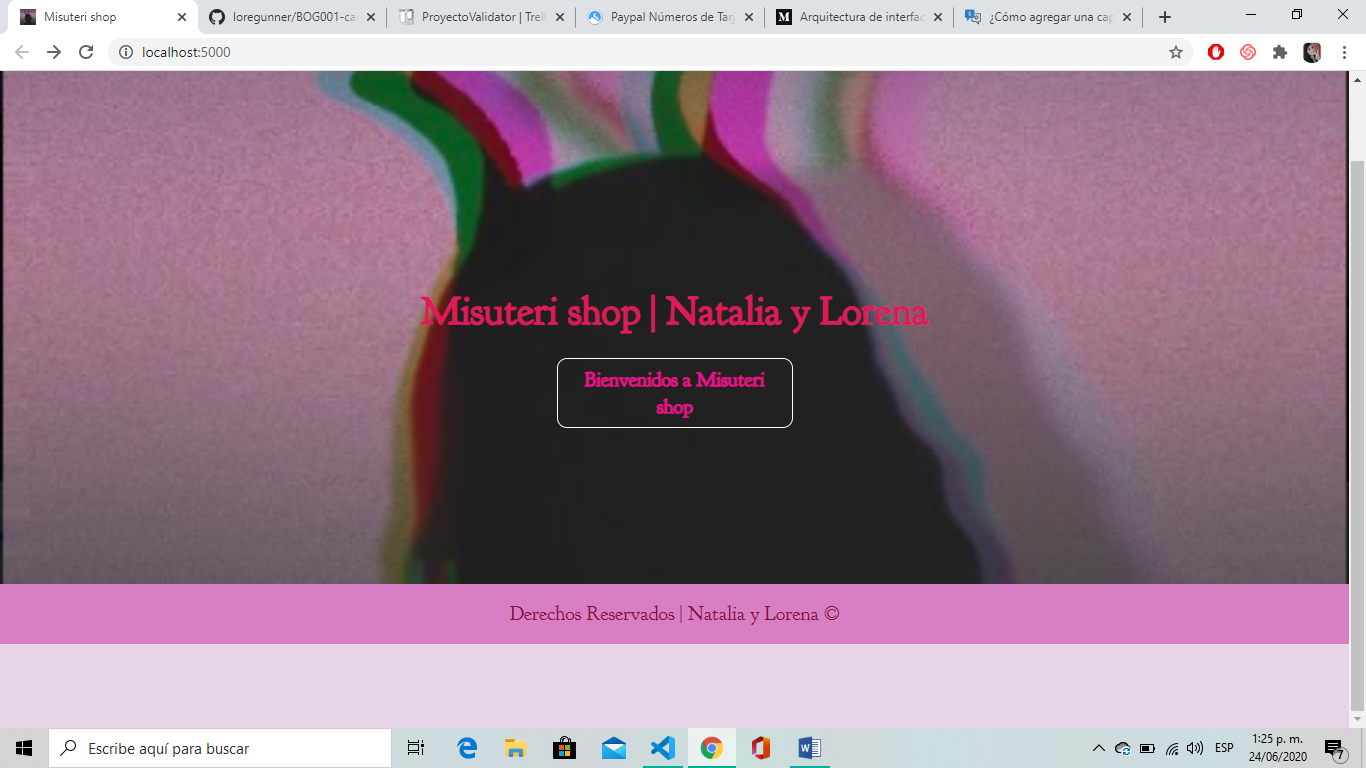 Misuteri shop
loregunner/BOG001-ca
ProyectoValidator | Trell
Paypal Números de Tarj
Arquitectura de interfac
¿Cómo agregar una cap
localhost:5000
Misuteri shop | Natalia y Lorena
Bienvenidos a Misuteri
shop
Derechos Reservados | Natalia y Lorena ©
Escribe aquí para buscar
ESP
1:25 p. m.
24/06/2020
7